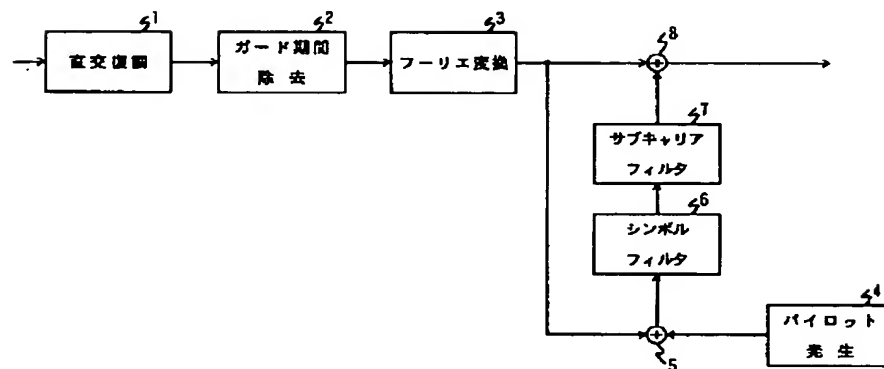 1
直交復調
2
ガード期間
除去
3
フーリエ変換
8
7
サブキャリア
フィルタ
6
シンボル
フィルタ
4
パイロット
発生
5